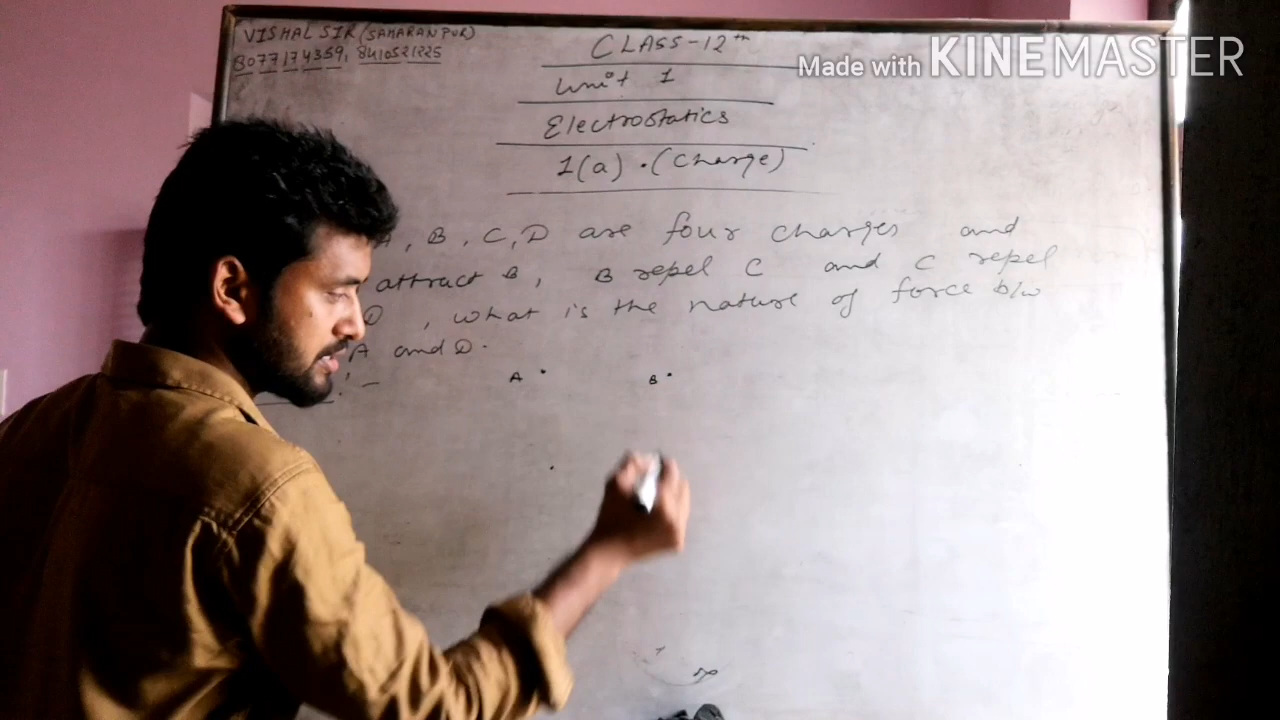 VISHAL SIR (SAHARANPUR)
8077174359, 8410521225
CLASS-12th
Made with KINEMASTER
Unit 1
Electrostatics
1(a) . (Charge)
A, B, C, D are four charges and
attract B, B repel C and C repel
D, what is the nature of force b/w
A and D.
:-
A . B .